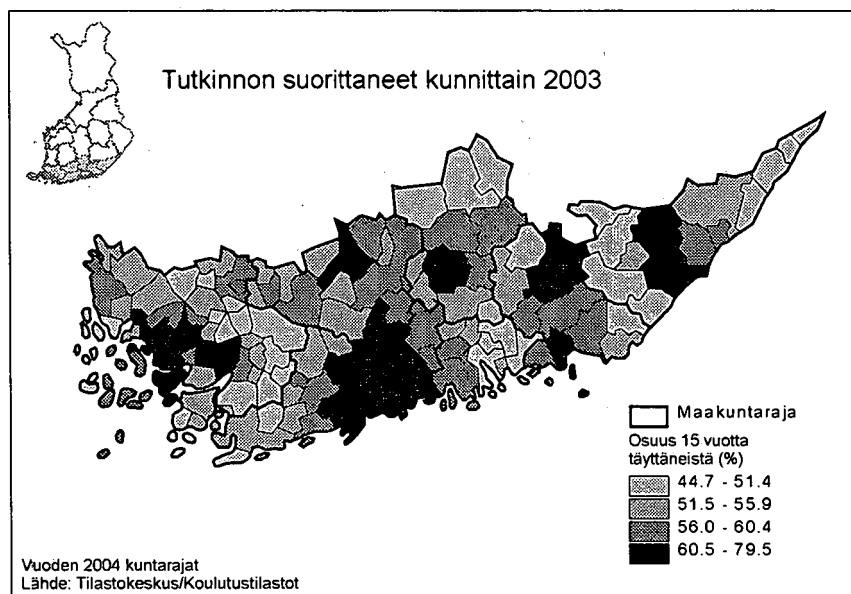 Tutkinnon suorittaneet kunnittain 2003
Maakuntaraja
Osuus 15 vuotta
täyttäneistä (%)
44.7 - 51.4
51.5 - 55.9
56.0 - 60.4
60.5 - 79.5
Vuoden 2004 kuntarajat
Lähde: Tilastokeskus/Koulutustilastot